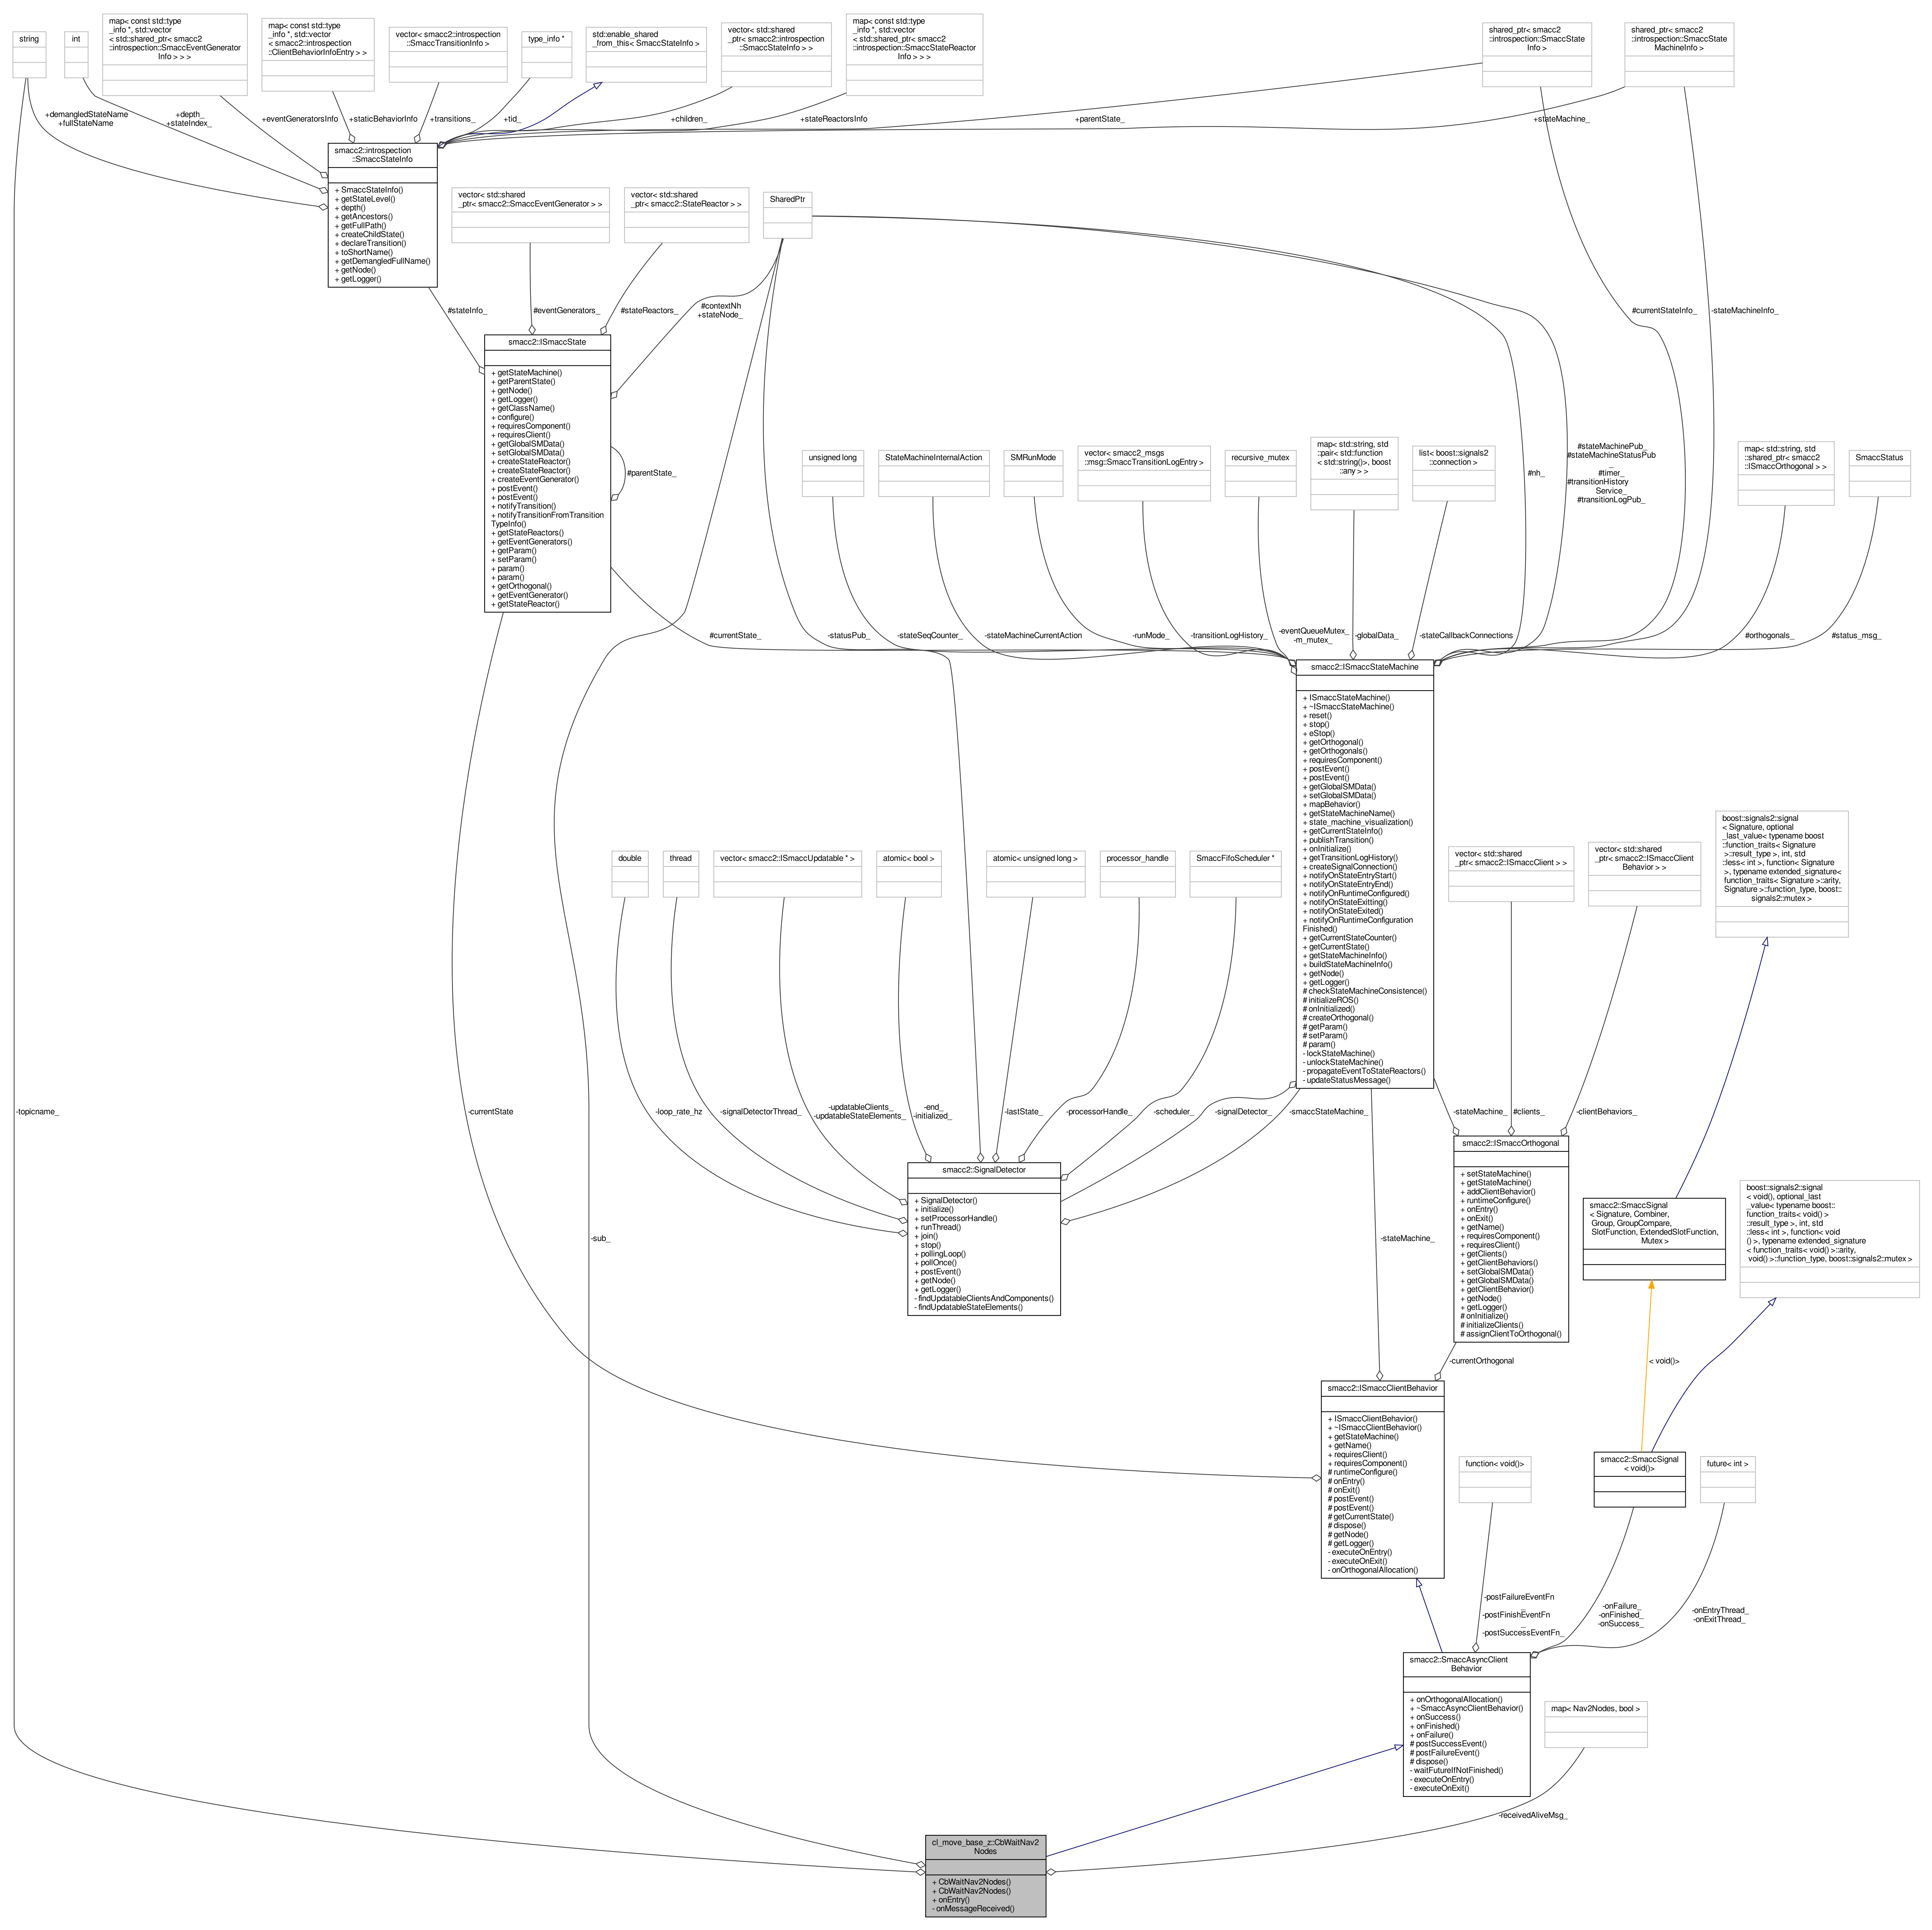 string
int
map< const std::type
_info *, std::vector
< std::shared_ptr< smacc2
::introspection::SmaccEventGenerator
Info > > >
map< const std::type
_info *, std::vector
< smacc2::introspection
::ClientBehaviorInfoEntry > >
vector< smacc2::introspection
::SmaccTransitionInfo >
type_info *
std::enable_shared
_from_this< SmaccStateInfo >
vector< std::shared
_ptr< smacc2::introspection
::SmaccStateInfo > >
map< const std::type
_info *, std::vector
< std::shared_ptr< smacc2
::introspection::SmaccStateReactor
Info > > >
shared_ptr< smacc2
::introspection::SmaccState
Info >
shared_ptr< smacc2
::introspection::SmaccState
MachineInfo >
+demangledStateName
+fullStateName
+depth_
+stateIndex_
+eventGeneratorsInfo
+staticBehaviorInfo
+transitions_
+tid_
+children_
+stateReactorsInfo
+parentState_
+stateMachine_
smacc2::introspection
::SmaccStateInfo
+ SmaccStateInfo()
+ getStateLevel()
+ depth()
+ getAncestors()
+ getFullPath()
+ createChildState()
+ declareTransition()
+ toShortName()
+ getDemangledFullName()
+ getNode()
+ getLogger()
vector< std::shared
_ptr< smacc2::SmaccEventGenerator > >
vector< std::shared
_ptr< smacc2::StateReactor > >
SharedPtr
#stateInfo_
#eventGenerators_
#stateReactors_
#contextNh
+stateNode_
#currentStateInfo_
-stateMachineInfo_
smacc2::ISmaccState
+ getStateMachine()
+ getParentState()
+ getNode()
+ getLogger()
+ getClassName()
+ configure()
+ requiresComponent()
+ requiresClient()
+ getGlobalSMData()
+ setGlobalSMData()
+ createStateReactor()
+ createStateReactor()
+ createEventGenerator()
+ postEvent()
+ postEvent()
+ notifyTransition()
+ notifyTransitionFromTransition
TypeInfo()
+ getStateReactors()
+ getEventGenerators()
+ getParam()
+ setParam()
+ param()
+ param()
+ getOrthogonal()
+ getEventGenerator()
+ getStateReactor()
#parentState_
unsigned long
StateMachineInternalAction
SMRunMode
vector< smacc2_msgs
::msg::SmaccTransitionLogEntry >
recursive_mutex
map< std::string, std
::pair< std::function
< std::string()>, boost
::any > >
list< boost::signals2
::connection >
#nh_
#stateMachinePub_
#stateMachineStatusPub
_
#timer_
#transitionHistory
Service_
#transitionLogPub_
map< std::string, std
::shared_ptr< smacc2
::ISmaccOrthogonal > >
SmaccStatus
#currentState_
-statusPub_
-stateSeqCounter_
-stateMachineCurrentAction
-runMode_
-transitionLogHistory_
-eventQueueMutex_
-m_mutex_
-globalData_
-stateCallbackConnections
#orthogonals_
#status_msg_
smacc2::ISmaccStateMachine
+ ISmaccStateMachine()
+ ~ISmaccStateMachine()
+ reset()
+ stop()
+ eStop()
+ getOrthogonal()
+ getOrthogonals()
+ requiresComponent()
+ postEvent()
+ postEvent()
+ getGlobalSMData()
+ setGlobalSMData()
+ mapBehavior()
+ getStateMachineName()
+ state_machine_visualization()
+ getCurrentStateInfo()
+ publishTransition()
+ onInitialize()
+ getTransitionLogHistory()
+ createSignalConnection()
+ notifyOnStateEntryStart()
+ notifyOnStateEntryEnd()
+ notifyOnRuntimeConfigured()
+ notifyOnStateExitting()
+ notifyOnStateExited()
+ notifyOnRuntimeConfiguration
Finished()
+ getCurrentStateCounter()
+ getCurrentState()
+ getStateMachineInfo()
+ buildStateMachineInfo()
+ getNode()
+ getLogger()
# checkStateMachineConsistence()
# initializeROS()
# onInitialized()
# createOrthogonal()
# getParam()
# setParam()
# param()
- lockStateMachine()
- unlockStateMachine()
- propagateEventToStateReactors()
- updateStatusMessage()
double
thread
vector< smacc2::ISmaccUpdatable * >
atomic< bool >
atomic< unsigned long >
processor_handle
SmaccFifoScheduler *
vector< std::shared
_ptr< smacc2::ISmaccClient > >
vector< std::shared
_ptr< smacc2::ISmaccClient
Behavior > >
boost::signals2::signal
< Signature, optional
_last_value< typename boost
::function_traits< Signature
>::result_type >, int, std
::less< int >, function< Signature
>, typename extended_signature<
function_traits< Signature >::arity,
Signature >::function_type, boost::
signals2::mutex >
-topicname_
-currentState
-loop_rate_hz
-signalDetectorThread_
-updatableClients_
-updatableStateElements_
-end_
-initialized_
-lastState_
-processorHandle_
-scheduler_
-signalDetector_
-smaccStateMachine_
-stateMachine_
#clients_
-clientBehaviors_
smacc2::SignalDetector
+ SignalDetector()
+ initialize()
+ setProcessorHandle()
+ runThread()
+ join()
+ stop()
+ pollingLoop()
+ pollOnce()
+ postEvent()
+ getNode()
+ getLogger()
- findUpdatableClientsAndComponents()
- findUpdatableStateElements()
smacc2::ISmaccOrthogonal
+ setStateMachine()
+ getStateMachine()
+ addClientBehavior()
+ runtimeConfigure()
+ onEntry()
+ onExit()
+ getName()
+ requiresComponent()
+ requiresClient()
+ getClients()
+ getClientBehaviors()
+ setGlobalSMData()
+ getGlobalSMData()
+ getClientBehavior()
+ getNode()
+ getLogger()
# onInitialize()
# initializeClients()
# assignClientToOrthogonal()
smacc2::SmaccSignal
< Signature, Combiner,
Group, GroupCompare,
SlotFunction, ExtendedSlotFunction,
Mutex >
boost::signals2::signal
< void(), optional_last
_value< typename boost::
function_traits< void() >
::result_type >, int, std
::less< int >, function< void
() >, typename extended_signature
< function_traits< void() >::arity,
void() >::function_type, boost::signals2::mutex >
-sub_
-stateMachine_
-currentOrthogonal
< void()>
smacc2::ISmaccClientBehavior
+ ISmaccClientBehavior()
+ ~ISmaccClientBehavior()
+ getStateMachine()
+ getName()
+ requiresClient()
+ requiresComponent()
# runtimeConfigure()
# onEntry()
# onExit()
# postEvent()
# postEvent()
# getCurrentState()
# dispose()
# getNode()
# getLogger()
- executeOnEntry()
- executeOnExit()
- onOrthogonalAllocation()
function< void()>
smacc2::SmaccSignal
< void()>
future< int >
-postFailureEventFn
_
-postFinishEventFn
_
-postSuccessEventFn_
-onFailure_
-onFinished_
-onSuccess_
-onEntryThread_
-onExitThread_
smacc2::SmaccAsyncClient
Behavior
+ onOrthogonalAllocation()
+ ~SmaccAsyncClientBehavior()
+ onSuccess()
+ onFinished()
+ onFailure()
# postSuccessEvent()
# postFailureEvent()
# dispose()
- waitFutureIfNotFinished()
- executeOnEntry()
- executeOnExit()
map< Nav2Nodes, bool >
-receivedAliveMsg_
cl_move_base_z::CbWaitNav2
Nodes
+ CbWaitNav2Nodes()
+ CbWaitNav2Nodes()
+ onEntry()
- onMessageReceived()